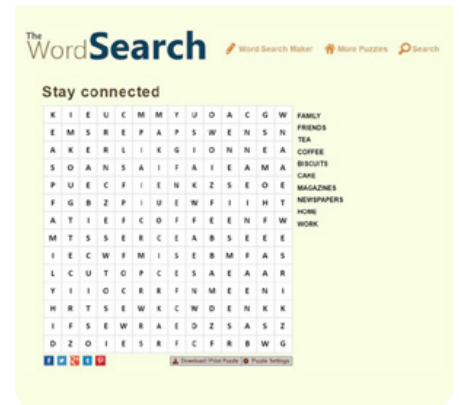 The
WordSearch
Word Search Maker More Puzzles Search
Stay connected
K I E U C M M Y U O A C G W
E M S R E P A P S W E N S N
A K E R L I K G I O N N E A
S O A N S A I F A I E A M A
P U E C F I E N K Z S E O E
F G B Z P I U E W F I I H T
A T I E F C O F F E E N F W
M T S S E R C E A B S E E E
I E C W F M I S E B M F A S
L C U T O P C E S A E A A R
Y I I O C R R F N M E E N I
H R T S E W K C W D E N K K
I F S E W R A E D Z S A S Z
D Z O I E S R F C F R B W G
FAMILY
FRIENDS
TEA
COFFEE
BISCUITS
CAKE
MAGAZINES
NEWSPAPERS
HOME
WORK
Download / Print Puzzle Puzzle Settings